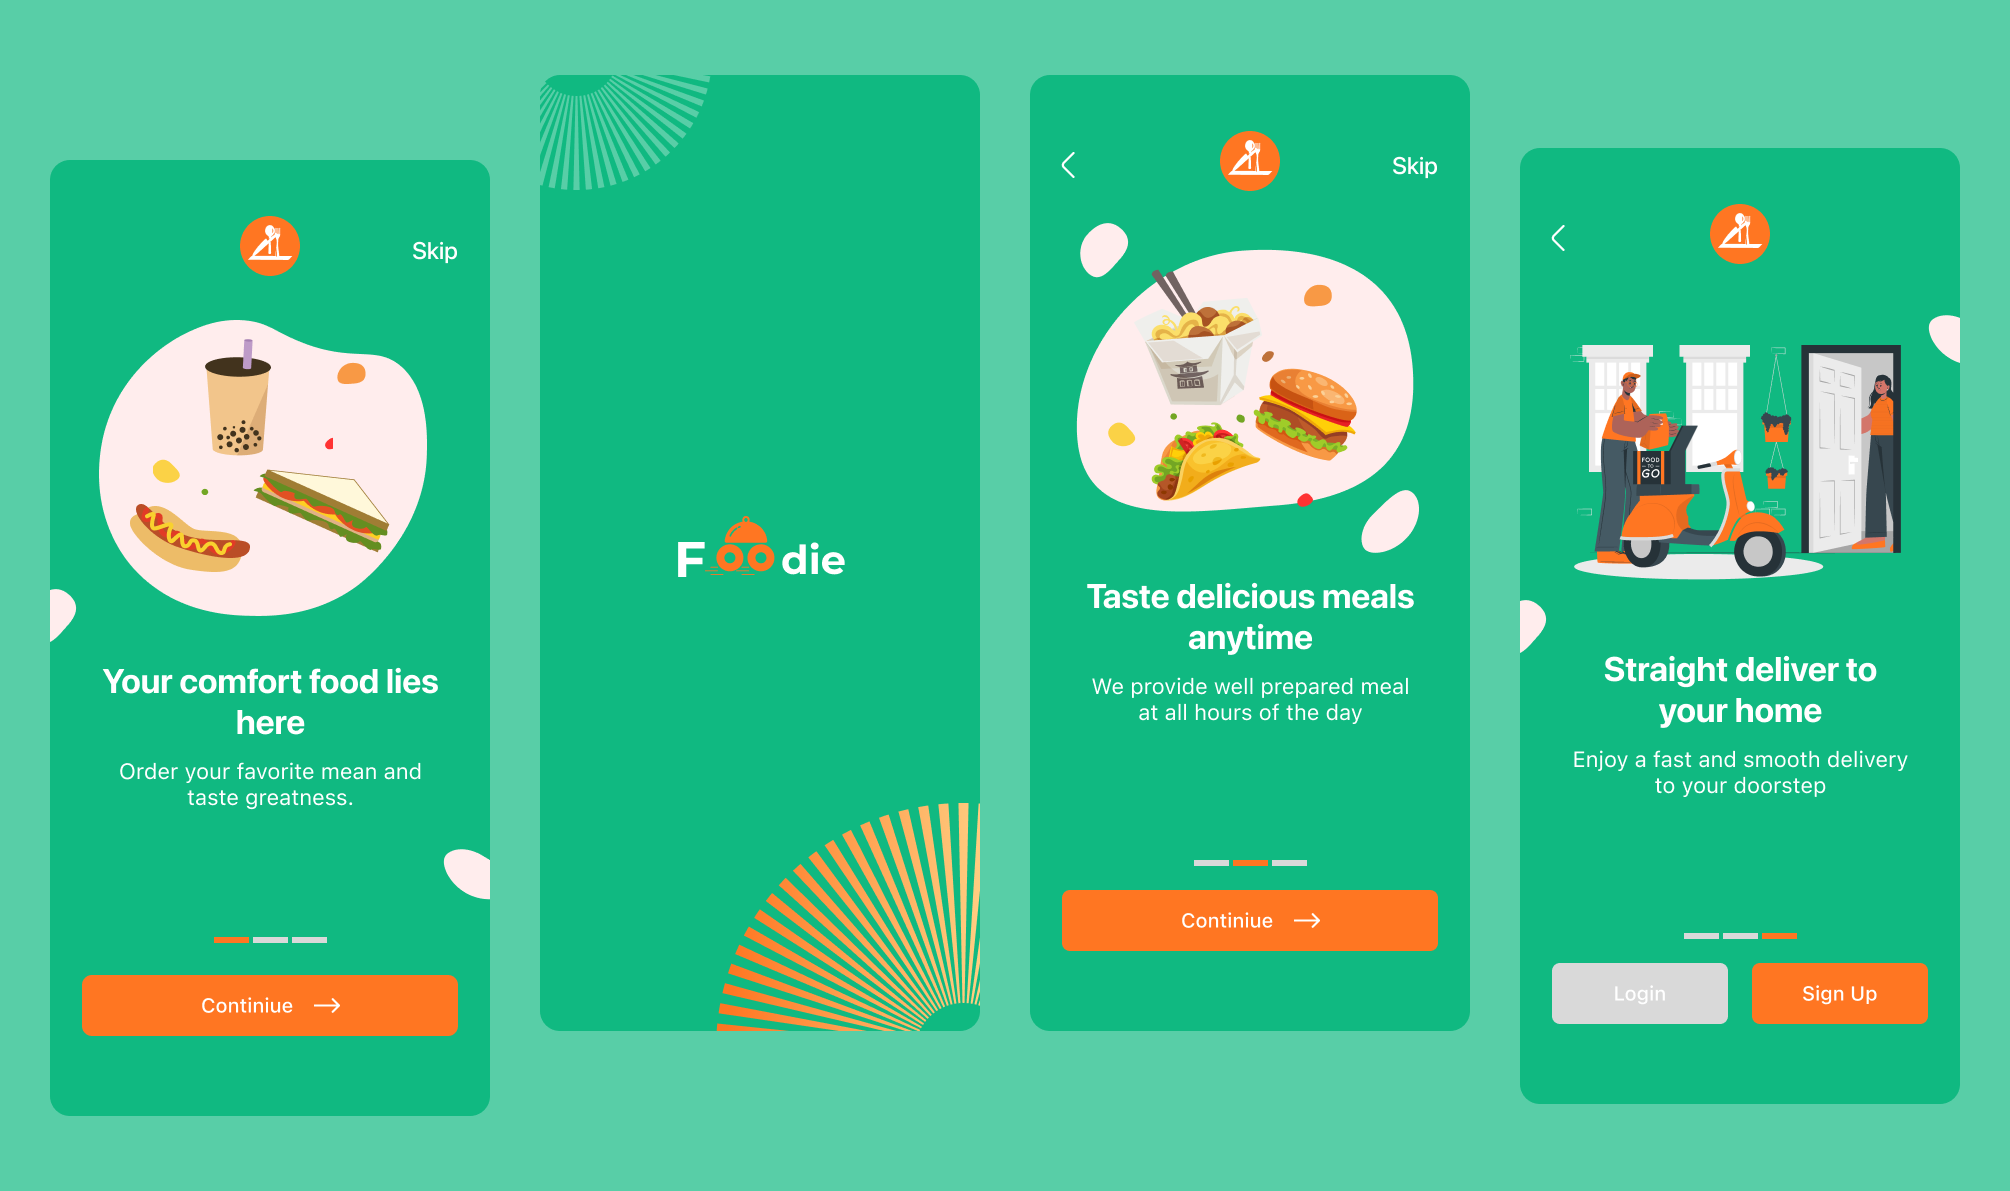 Skip
Your comfort food lies
here
Order your favorite mean and
taste greatness.
Continiue
F die
Skip
Taste delicious meals
anytime
We provide well prepared meal
at all hours of the day
Continiue
FOOD
TO
GO
Straight deliver to
your home
Enjoy a fast and smooth delivery
to your doorstep
Login
Sign Up